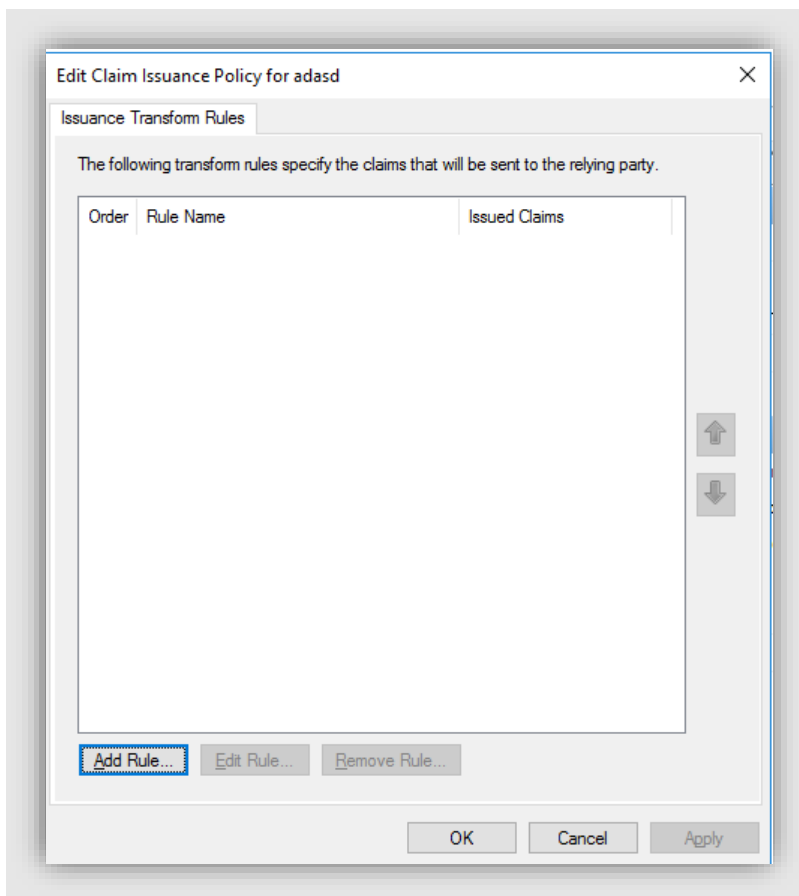 Edit Claim Issuance Policy for adasd
Issuance Transform Rules
The following transform rules specify the claims that will be sent to the relying party.
Order Rule Name Issued Claims
Add Rule... Edit Rule... Remove Rule...
OK Cancel Apply